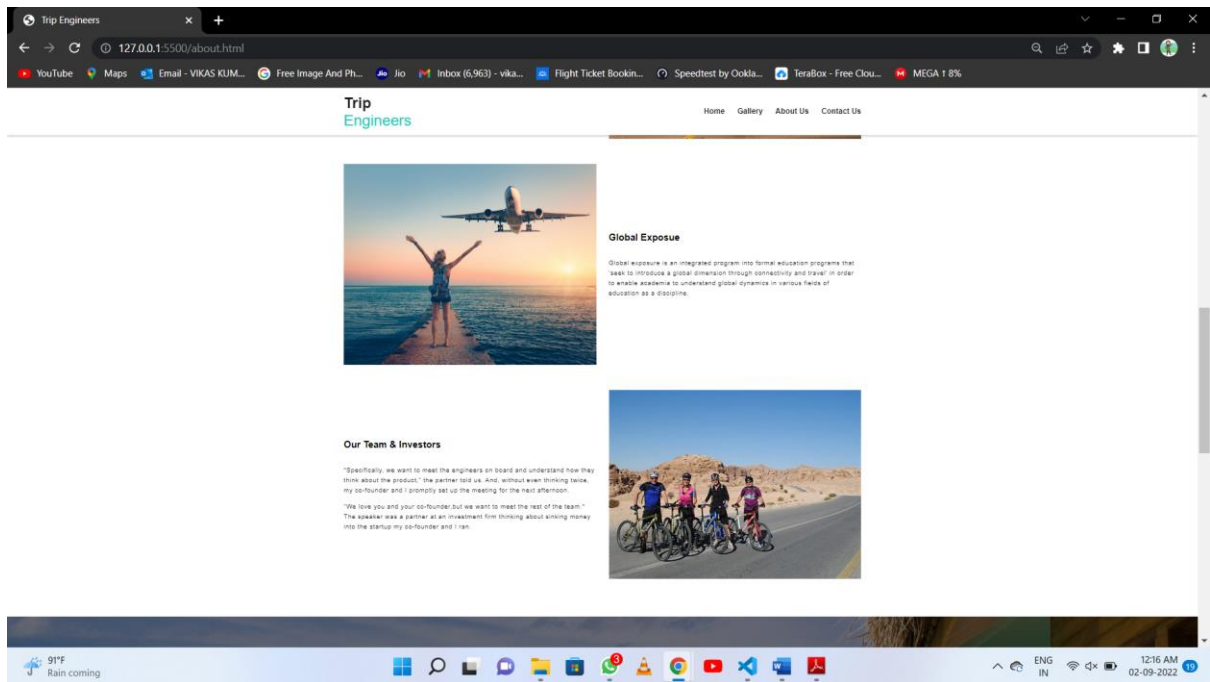 Trip Engineers
127.0.0.1:5500/about.html
YouTube Maps Email - VIKAS KUM... Free Image And Ph... Jio Inbox (6,963) - vika... Flight Ticket Bookin... Speedtest by Ookla... TeraBox - Free Clou... MEGA 1 8%
Trip
Engineers
Home Gallery About Us Contact Us
Global Exposue
Global exposure is an integrated program into formal education programs that
'seek to introduce a global dimension through connectivity and travel' in order
to enable academia to understand global dynamics in various fields of
education as a discipline.
Our Team & Investors
"Specifically, we want to meet the engineers on board and understand how they
think about the product," the partner told us. And, without even thinking twice,
my co-founder and I promptly set up the meeting for the next afternoon.
"We love you and your co-founder,but we want to meet the rest of the team."
The speaker was a partner at an investment firm thinking about sinking money
into the startup my co-founder and I ran.
91°F
Rain coming
3
ENG
IN
12:16 AM
02-09-2022
19